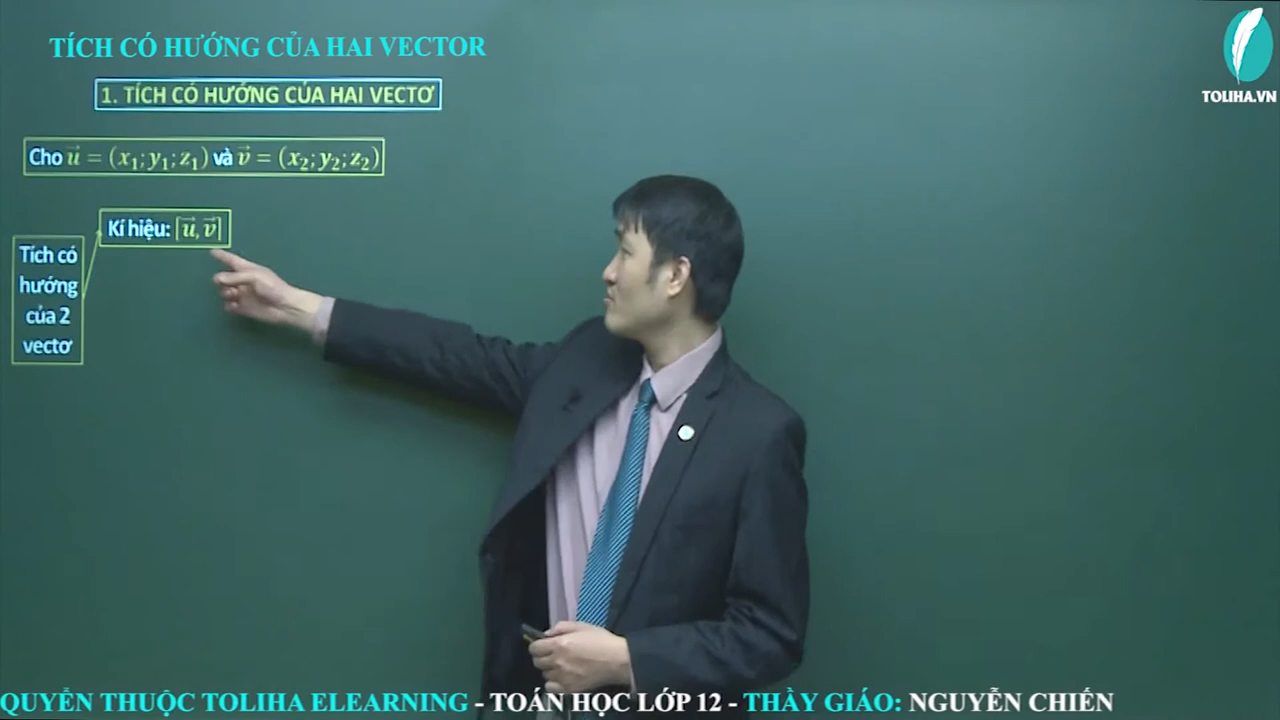 TÍCH CÓ HƯỚNG CỦA HAI VECTOR
TOLIHA.VN
1. TÍCH CÓ HƯỚNG CỦA HAI VECTƠ
Cho u⃗ = (x₁; y₁; z₁) và v⃗ = (x₂; y₂; z₂)
Kí hiệu: [u⃗, v⃗]
Tích có
hướng
của 2
vectơ
QUYỀN THUỘC TOLIHA ELEARNING - TOÁN HỌC LỚP 12 - THẦY GIÁO: NGUYỄN CHIẾN